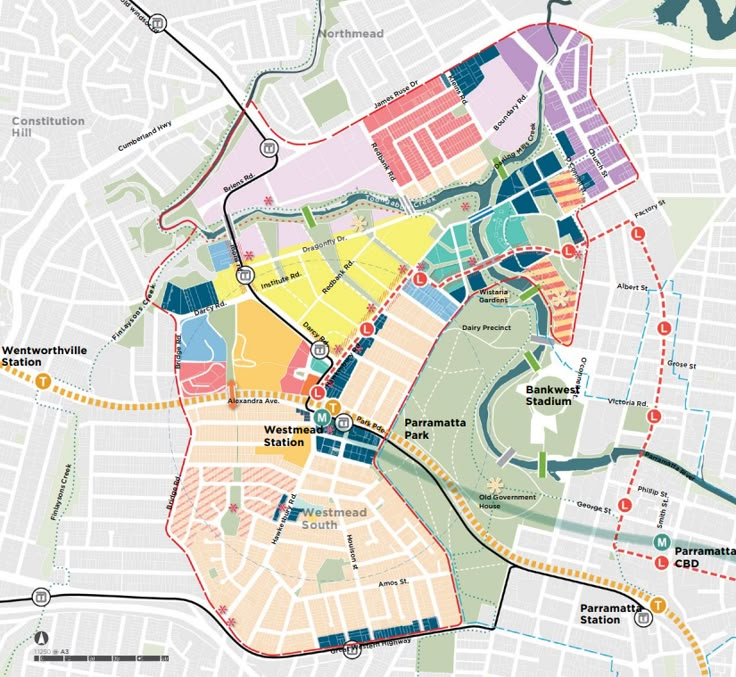 Northmead
James Ruse Dr
Kleins Rd.
Boundary Rd.
Constitution
Hill
Cumberland Hwy
Redbank Rd.
Darling Mills Creek
Church St
O'Connell St
Briens Rd.
Toongabbie Creek
Factory St
Dragonfly Dr.
Institute Rd.
Redbank Rd.
Albert St
Wistaria
Gardens
Darcy Rd.
Finlaysons Creek
Darcy Rd.
Dairy Precinct
Bridge Rd.
Wentworthville
Station
T
Grose St
O'Connell St.
Bankwest
Stadium
Alexandra Ave.
Victoria Rd.
L
T
M
Westmead
Station
Park Pde.
Parramatta
Park
Parramatta River
Finlaysons Creek
Bridge Rd.
Old Government
House
Phillip St.
George St.
Smith St.
Hawkesbury Rd.
Westmead
South
Houison st
M
Parramatta
CBD
L
Amos St.
T
Parramatta
Station
Great Western Highway
@ A3